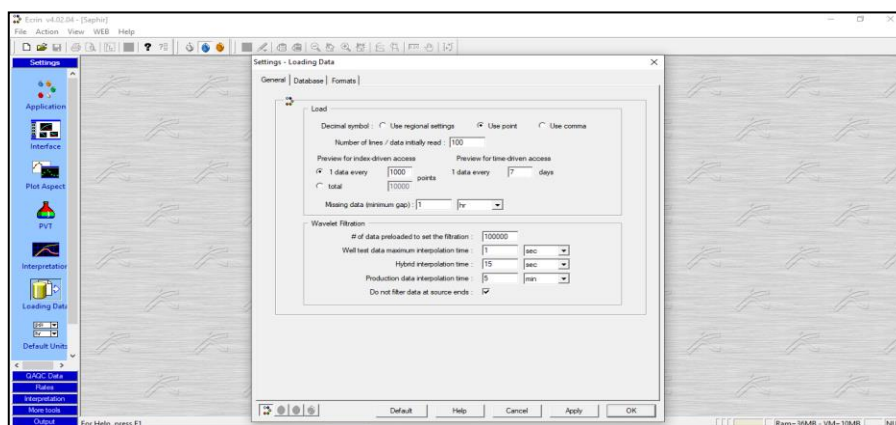 Ecrin v4.02.04 - [Saphir]
File Action View WEB Help
Settings
Application
Interface
Plot Aspect
PVT
Interpretation
Loading Data
Default Units
QAQC Data
Rates
Interpretation
More tools
Output
Settings - Loading Data
General Database Formats
Load
Decimal symbol : Use regional settings Use point Use comma
Number of lines / data initially read : 100
Preview for index-driven access Preview for time-driven access
1 data every 1000 points 1 data every 7 days
total 10000
Missing data (minimum gap) : 1 hr
Wavelet Filtration
# of data preloaded to set the filtration : 100000
Well test data maximum interpolation time : 1 sec
Hybrid interpolation time : 15 sec
Production data interpolation time : 5 min
Do not filter data at source ends :
Default Help Cancel Apply OK
For Help, press F1
Ram=36MB - VM=10MB